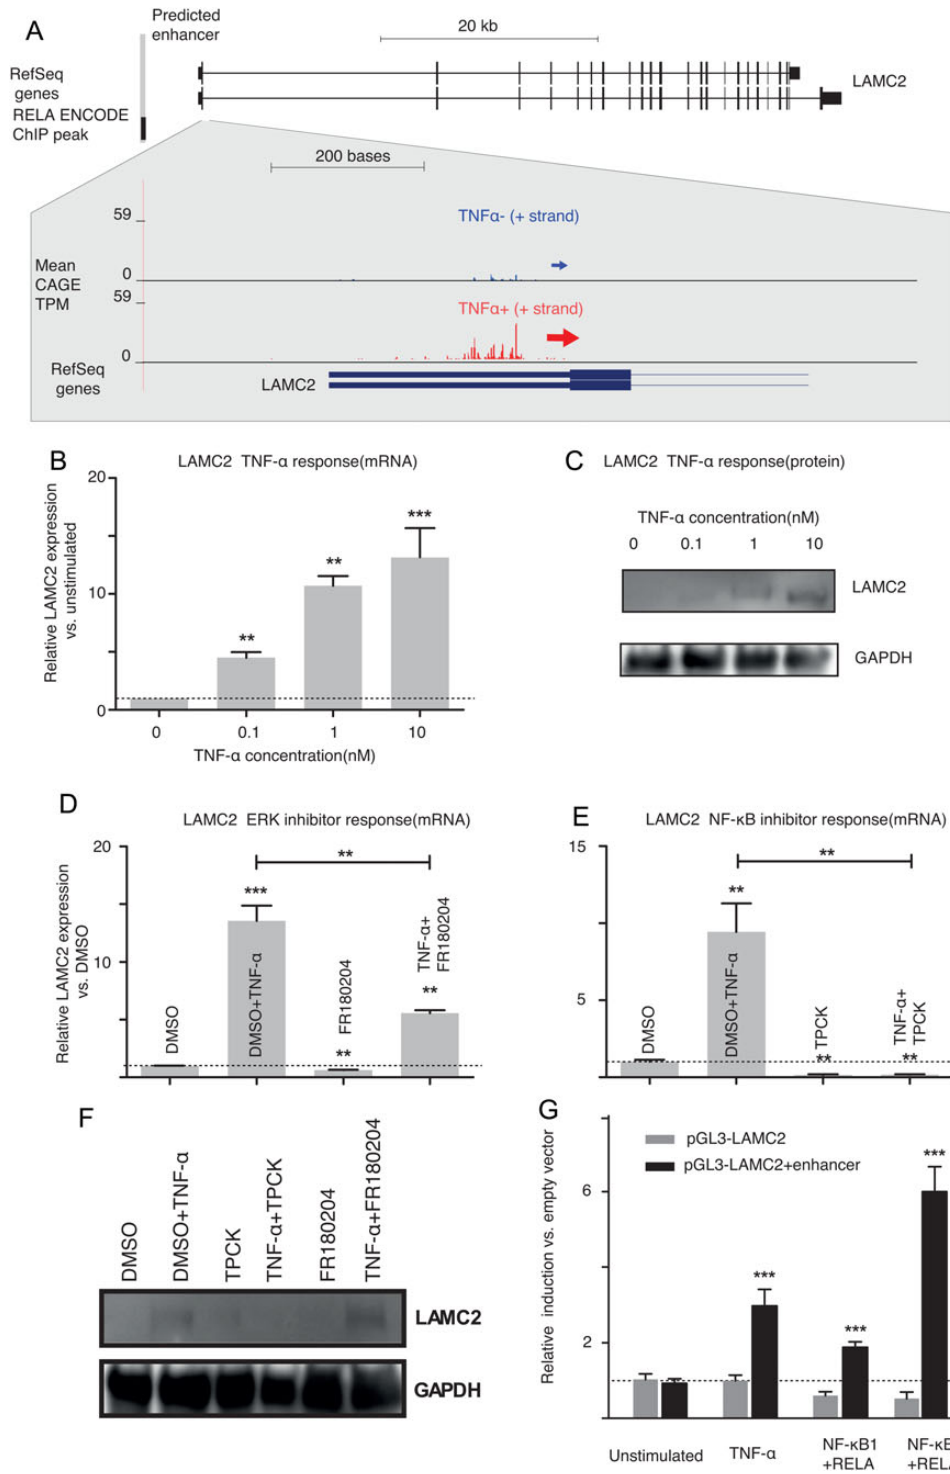 A
Predicted
enhancer
20 kb
RefSeq
genes
LAMC2
RELA ENCODE
ChIP peak
200 bases
59
TNFα- (+ strand)
Mean
CAGE
TPM
0
59
TNFα+ (+ strand)
0
RefSeq
genes
LAMC2
B
LAMC2 TNF-α response(mRNA)
Relative LAMC2 expression
vs. unstimulated
20
10
0
**
**
***
0 0.1 1 10
TNF-α concentration(nM)
C
LAMC2 TNF-α response(protein)
TNF-α concentration(nM)
0 0.1 1 10
LAMC2
GAPDH
D
LAMC2 ERK inhibitor response(mRNA)
Relative LAMC2 expression
vs. DMSO
20
10
**
***
**
**
DMSO
DMSO+TNF-α
FR180204
TNF-α+
FR180204
E
LAMC2 NF-κB inhibitor response(mRNA)
15
5
**
**
**
**
DMSO
DMSO+TNF-α
TPCK
TNF-α+
TPCK
F
DMSO
DMSO+TNF-α
TPCK
TNF-α+TPCK
FR180204
TNF-α+FR180204
LAMC2
GAPDH
G
Relative induction vs. empty vector
pGL3-LAMC2
pGL3-LAMC2+enhancer
6
2
***
***
***
Unstimulated
TNF-α
NF-κB1
+RELA